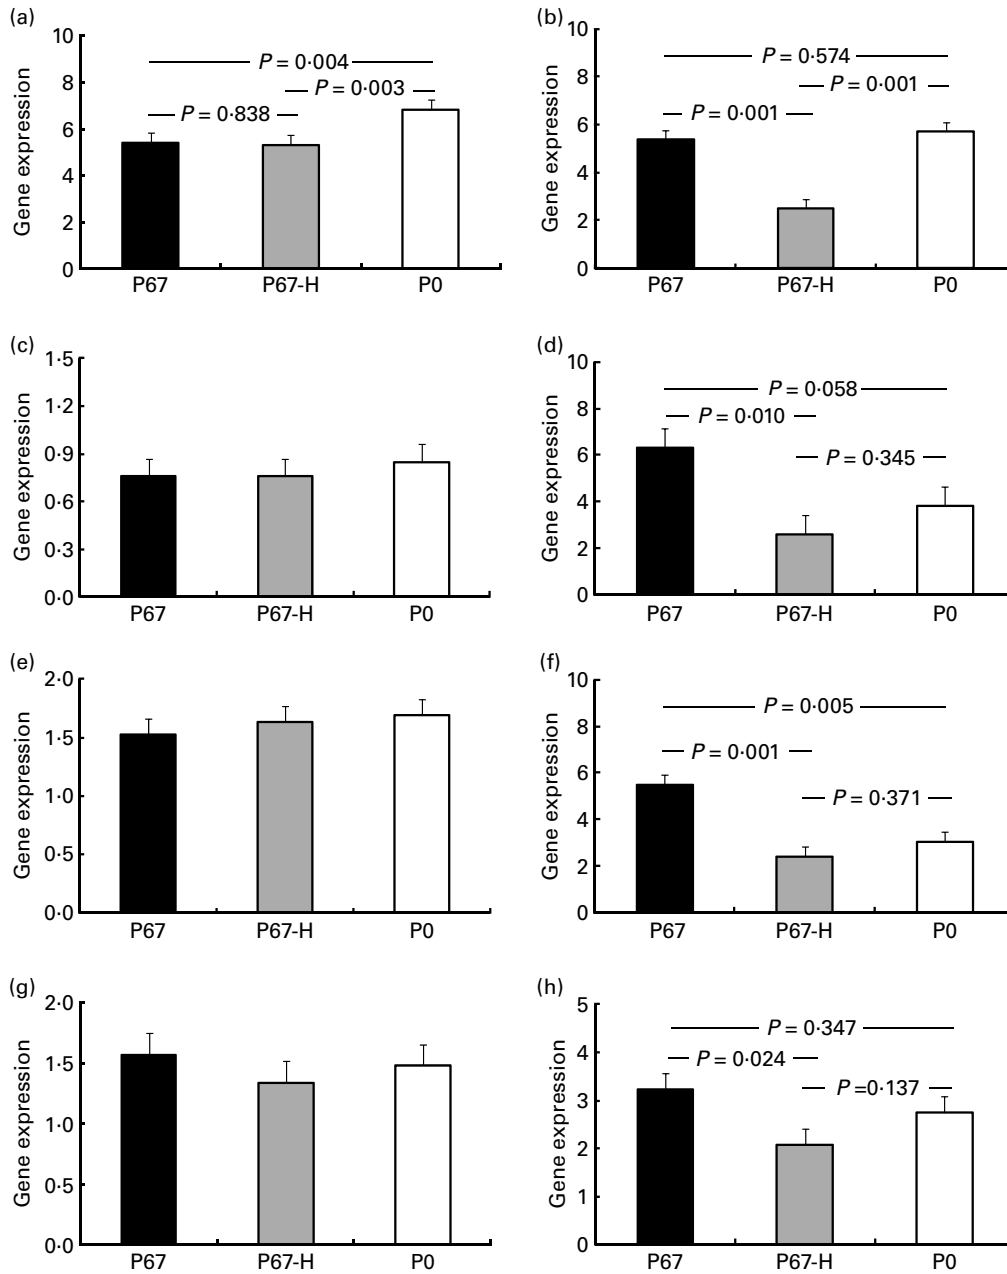 (a)
Gene expression
10
8
6
4
2
0
P = 0·004
P = 0·003
P = 0·838
P67 P67-H P0
(b)
Gene expression
10
8
6
4
2
0
P = 0·574
P = 0·001
P = 0·001
P67 P67-H P0
(c)
Gene expression
1·5
1·2
0·9
0·6
0·3
0·0
P67 P67-H P0
(d)
Gene expression
10
8
6
4
2
0
P = 0·058
P = 0·010
P = 0·345
P67 P67-H P0
(e)
Gene expression
2·0
1·5
1·0
0·5
0·0
P67 P67-H P0
(f)
Gene expression
10
8
6
4
2
0
P = 0·005
P = 0·001
P = 0·371
P67 P67-H P0
(g)
Gene expression
2·0
1·5
1·0
0·5
0·0
P67 P67-H P0
(h)
Gene expression
5
4
3
2
1
0
P = 0·347
P = 0·024
P =0·137
P67 P67-H P0